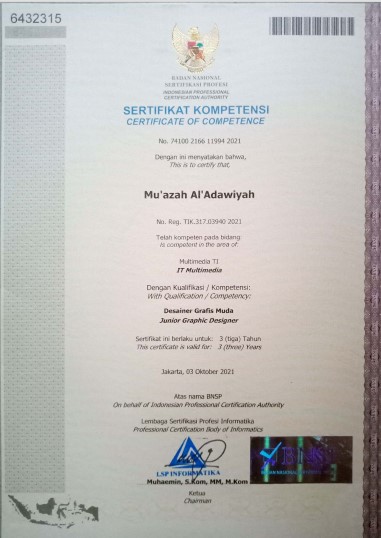 6432315
BADAN NASIONAL
SERTIFIKASI PROFESI
INDONESIAN PROFESSIONAL
CERTIFICATION AUTHORITY
SERTIFIKAT KOMPETENSI
CERTIFICATE OF COMPETENCE
No. 74100 2166 11994 2021
Dengan ini menyatakan bahwa,
This is to certify that,
Mu'azah Al'Adawiyah
No. Reg. TIK.317.03940 2021
Telah kompeten pada bidang:
Is competent in the area of:
Multimedia TI
IT Multimedia
Dengan Kualifikasi / Kompetensi:
With Qualification / Competency:
Desainer Grafis Muda
Junior Graphic Designer
Sertifikat ini berlaku untuk: 3 (tiga) Tahun
This certificate is valid for: 3 (three) Years
Jakarta, 03 Oktober 2021
Atas nama BNSP
On behalf of Indonesian Professional Certification Authority
Lembaga Sertifikasi Profesi Informatika
Professional Certification Body of Informatics
LSP INFORMATIKA
BNSP
Muhaemin, S.Kom, MM, M.Kom
Ketua
Chairman